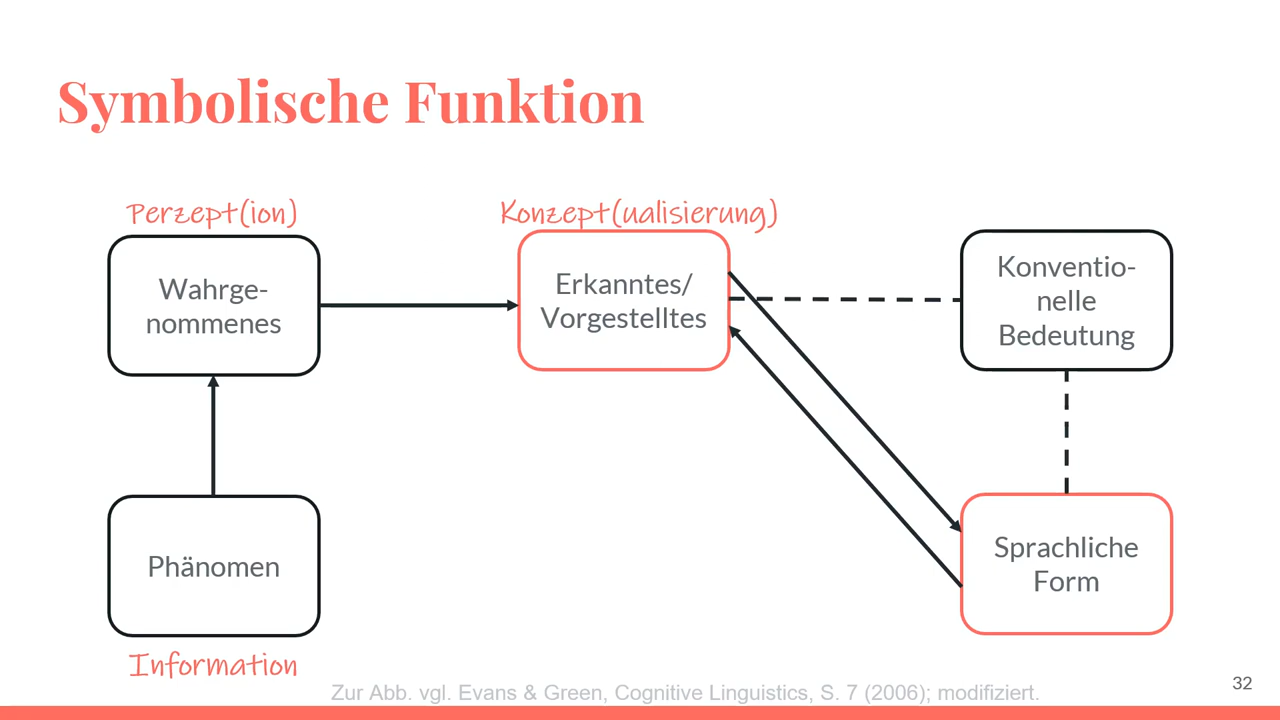 Symbolische Funktion
Perzept(ion)
Wahrge-
nommenes
Konzept(ualisierung)
Erkanntes/
Vorgestelltes
Konventio-
nelle
Bedeutung
Phänomen
Information
Sprachliche
Form
Zur Abb. vgl. Evans & Green, Cognitive Linguistics, S. 7 (2006); modifiziert.
32